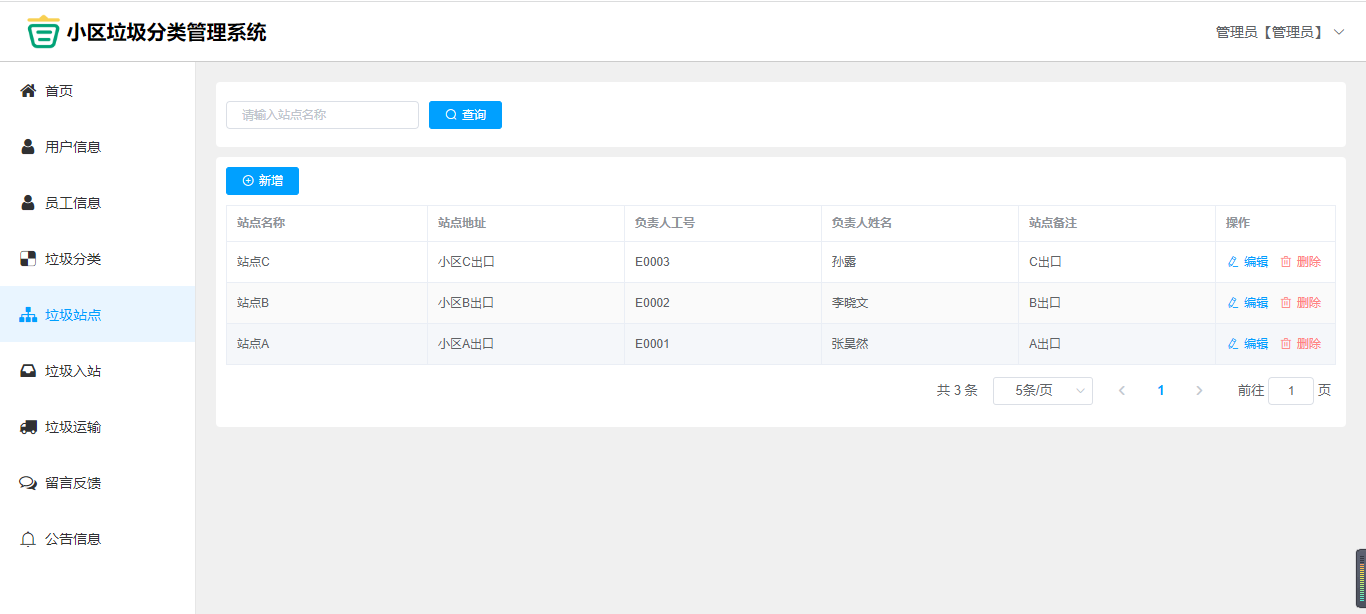 小区垃圾分类管理系统
管理员【管理员】
首页
用户信息
员工信息
垃圾分类
垃圾站点
垃圾入站
垃圾运输
留言反馈
公告信息
请输入站点名称 查询
新增
站点名称 站点地址 负责人工号 负责人姓名 站点备注 操作
站点C 小区C出口 E0003 孙露 C出口 编辑 删除
站点B 小区B出口 E0002 李晓文 B出口 编辑 删除
站点A 小区A出口 E0001 张昊然 A出口 编辑 删除
共 3 条 5条/页 1 前往 1 页